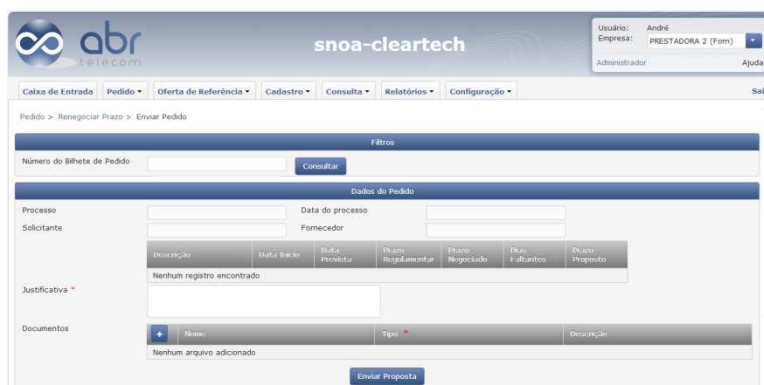 abr
telecom
snoa-cleartech
Usuário: André
Empresa: PRESTADORA 2 (Forn)
Administrador Ajuda
Caixa de Entrada Pedido Oferta de Referência Cadastro Consulta Relatórios Configuração Sai
Pedido > Renegociar Prazo > Enviar Pedido
Filtros
Número do Bilhete de Pedido Consultar
Dados do Pedido
Processo Data do processo
Solicitante Fornecedor
Descrição Data Início Data Prevista Prazo Regulamentar Prazo Negociado Dias Faltantes Prazo Proposto
Nenhum registro encontrado
Justificativa *
Documentos + Nome Tipo * Descrição
Nenhum arquivo adicionado
Enviar Proposta